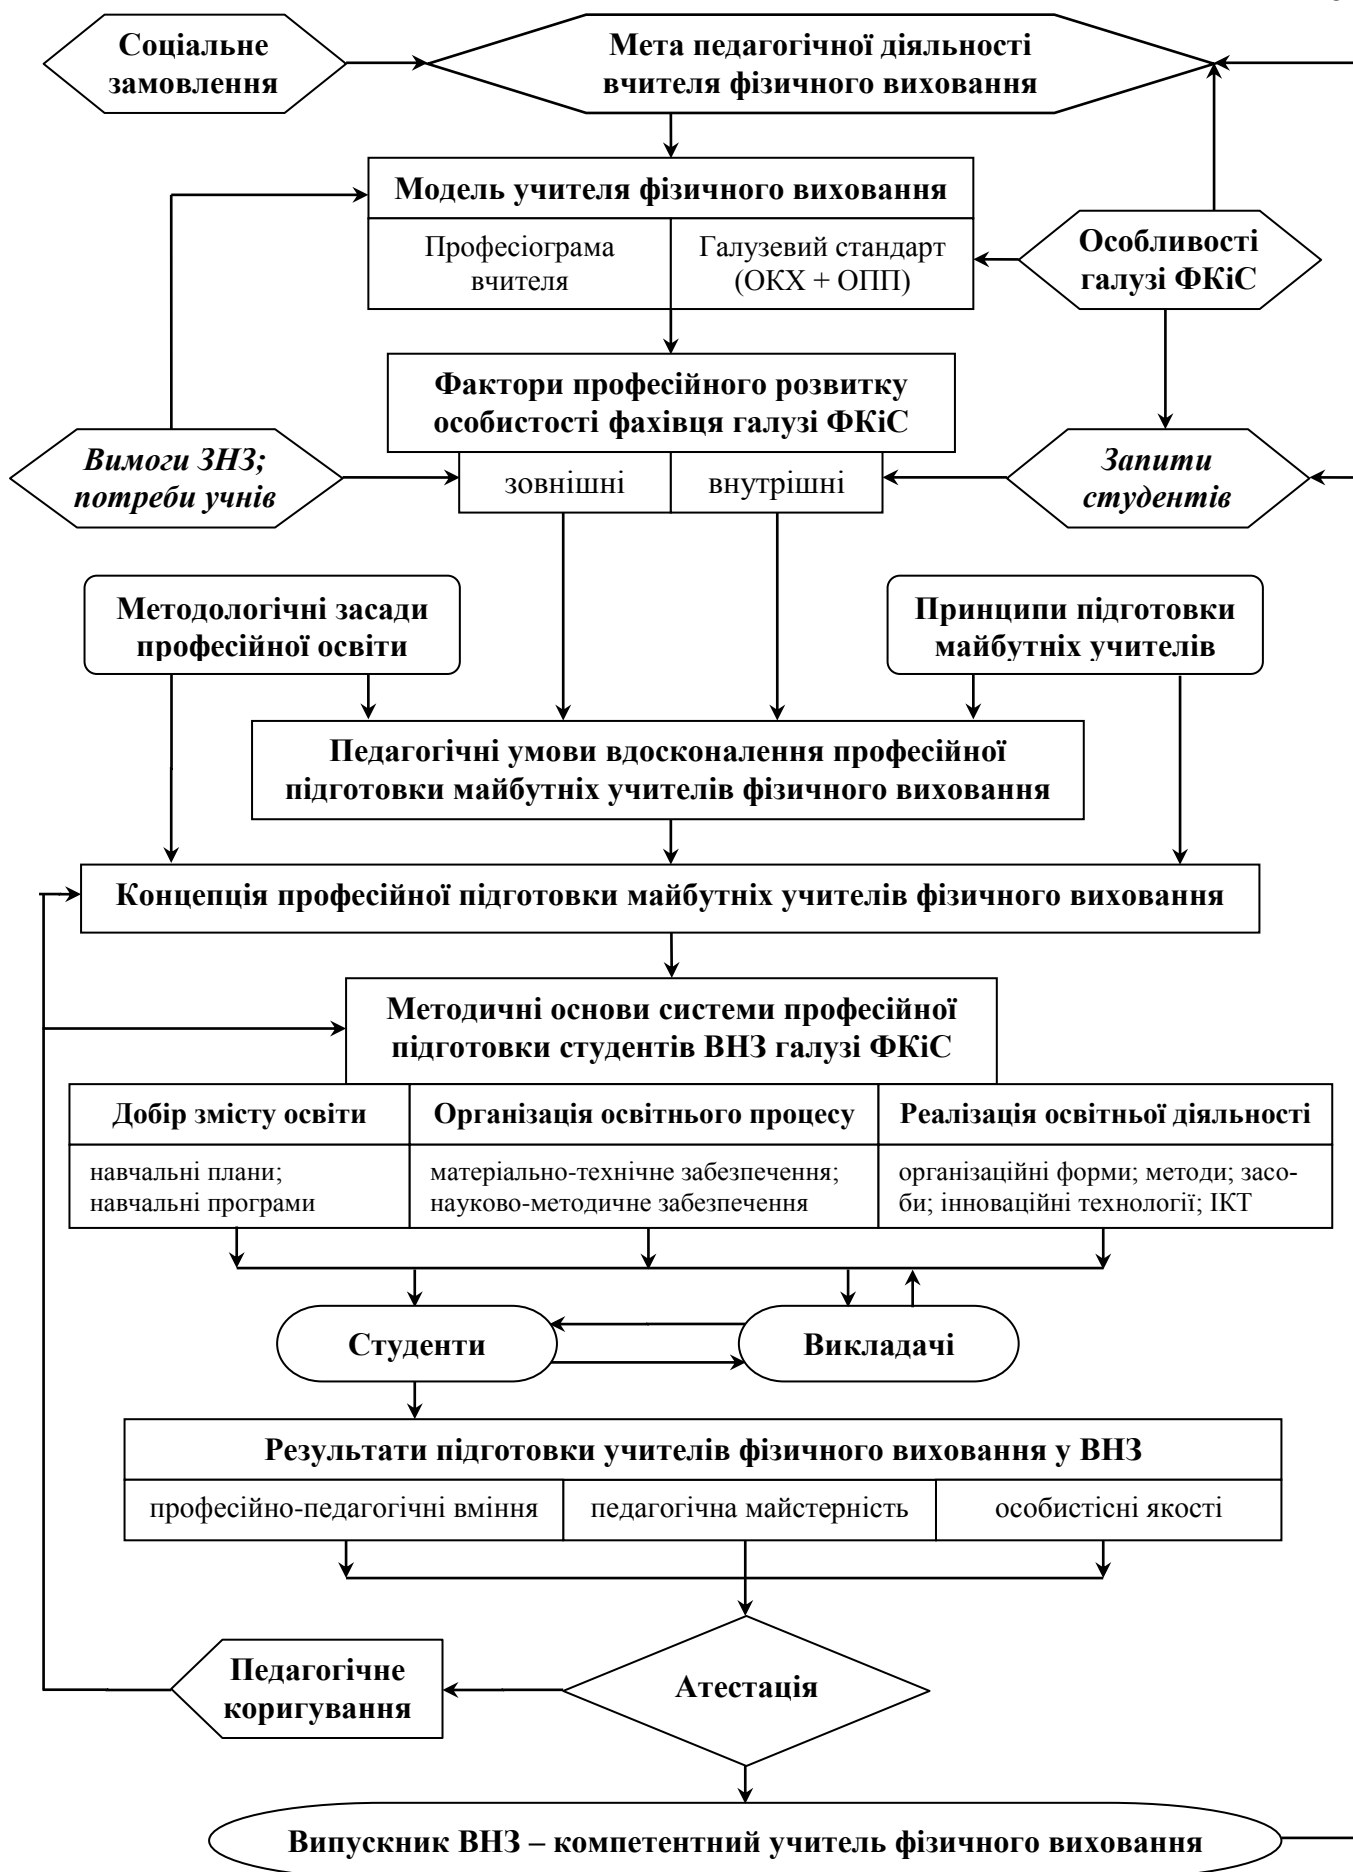 Соціальне
замовлення
Мета педагогічної діяльності
вчителя фізичного виховання
Модель учителя фізичного виховання
Професіограма
вчителя
Галузевий стандарт
(ОКХ + ОПП)
Особливості
галузі ФКіС
Фактори професійного розвитку
особистості фахівця галузі ФКіС
Вимоги ЗНЗ;
потреби учнів
зовнішні
внутрішні
Запити
студентів
Методологічні засади
професійної освіти
Принципи підготовки
майбутніх учителів
Педагогічні умови вдосконалення професійної
підготовки майбутніх учителів фізичного виховання
Концепція професійної підготовки майбутніх учителів фізичного виховання
Методичні основи системи професійної
підготовки студентів ВНЗ галузі ФКіС
Добір змісту освіти
Організація освітнього процесу
Реалізація освітньої діяльності
навчальні плани;
навчальні програми
матеріально-технічне забезпечення;
науково-методичне забезпечення
організаційні форми; методи; засо-
би; інноваційні технології; ІКТ
Студенти
Викладачі
Результати підготовки учителів фізичного виховання у ВНЗ
професійно-педагогічні вміння
педагогічна майстерність
особистісні якості
Педагогічне
коригування
Атестація
Випускник ВНЗ – компетентний учитель фізичного виховання